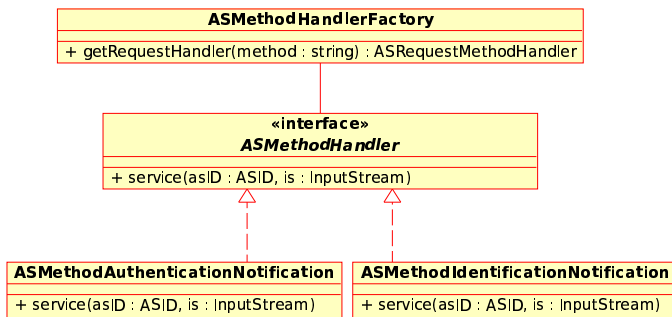 ASMethodHandlerFactory
+ getRequestHandler(method : string) : ASRequestMethodHandler
«interface»
ASMethodHandler
+ service(asID : ASID, is : InputStream)
ASMethodAuthenticationNotification
+ service(asID : ASID, is : InputStream)
ASMethodIdentificationNotification
+ service(asID : ASID, is : InputStream)